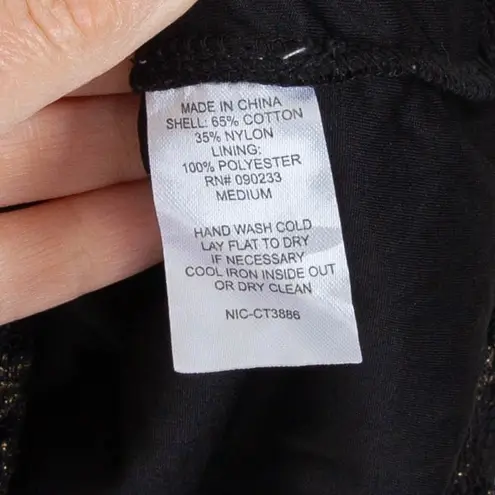 MADE IN CHINA
SHELL: 65% COTTON
35% NYLON
LINING:
100% POLYESTER
RN# 090233
MEDIUM
HAND WASH COLD
LAY FLAT TO DRY
IF NECESSARY
COOL IRON INSIDE OUT
OR DRY CLEAN
NIC-CT3886